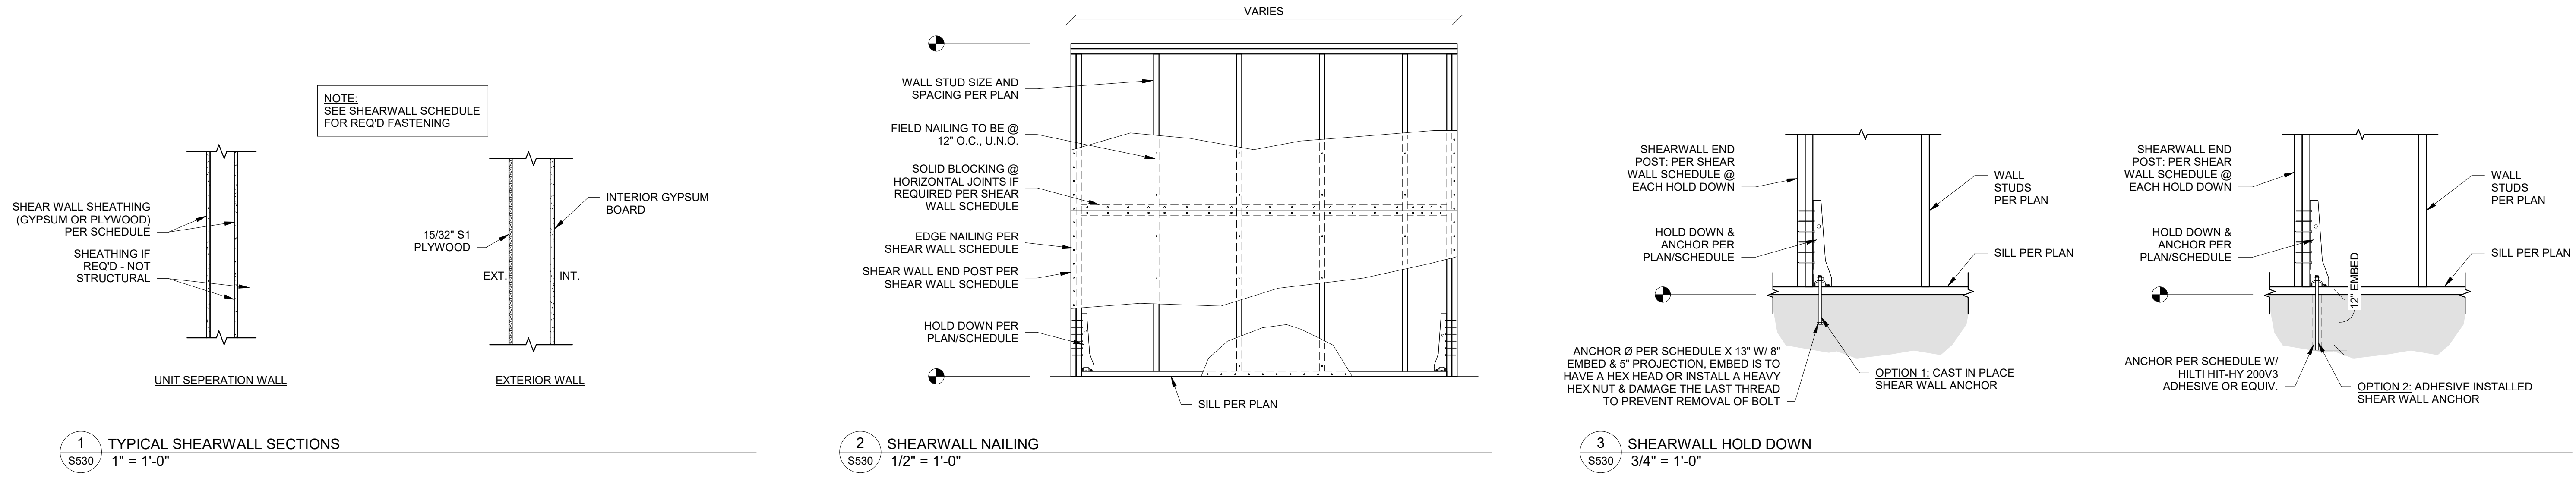 NOTE:
SEE SHEARWALL SCHEDULE
FOR REQ'D FASTENING
SHEAR WALL SHEATHING
(GYPSUM OR PLYWOOD)
PER SCHEDULE
SHEATHING IF
REQ'D - NOT
STRUCTURAL
UNIT SEPERATION WALL
15/32" S1
PLYWOOD
EXT.
INT.
INTERIOR GYPSUM
BOARD
EXTERIOR WALL
1
S530
TYPICAL SHEARWALL SECTIONS
1" = 1'-0"
VARIES
WALL STUD SIZE AND
SPACING PER PLAN
FIELD NAILING TO BE @
12" O.C., U.N.O.
SOLID BLOCKING @
HORIZONTAL JOINTS IF
REQUIRED PER SHEAR
WALL SCHEDULE
EDGE NAILING PER
SHEAR WALL SCHEDULE
SHEAR WALL END POST PER
SHEAR WALL SCHEDULE
HOLD DOWN PER
PLAN/SCHEDULE
SILL PER PLAN
2
S530
SHEARWALL NAILING
1/2" = 1'-0"
SHEARWALL END
POST: PER SHEAR
WALL SCHEDULE @
EACH HOLD DOWN
HOLD DOWN &
ANCHOR PER
PLAN/SCHEDULE
WALL
STUDS
PER PLAN
SILL PER PLAN
ANCHOR Ø PER SCHEDULE X 13" W/ 8"
EMBED & 5" PROJECTION, EMBED IS TO
HAVE A HEX HEAD OR INSTALL A HEAVY
HEX NUT & DAMAGE THE LAST THREAD
TO PREVENT REMOVAL OF BOLT
OPTION 1: CAST IN PLACE
SHEAR WALL ANCHOR
SHEARWALL END
POST: PER SHEAR
WALL SCHEDULE @
EACH HOLD DOWN
HOLD DOWN &
ANCHOR PER
PLAN/SCHEDULE
WALL
STUDS
PER PLAN
SILL PER PLAN
12" EMBED
ANCHOR PER SCHEDULE W/
HILTI HIT-HY 200V3
ADHESIVE OR EQUIV.
OPTION 2: ADHESIVE INSTALLED
SHEAR WALL ANCHOR
3
S530
SHEARWALL HOLD DOWN
3/4" = 1'-0"